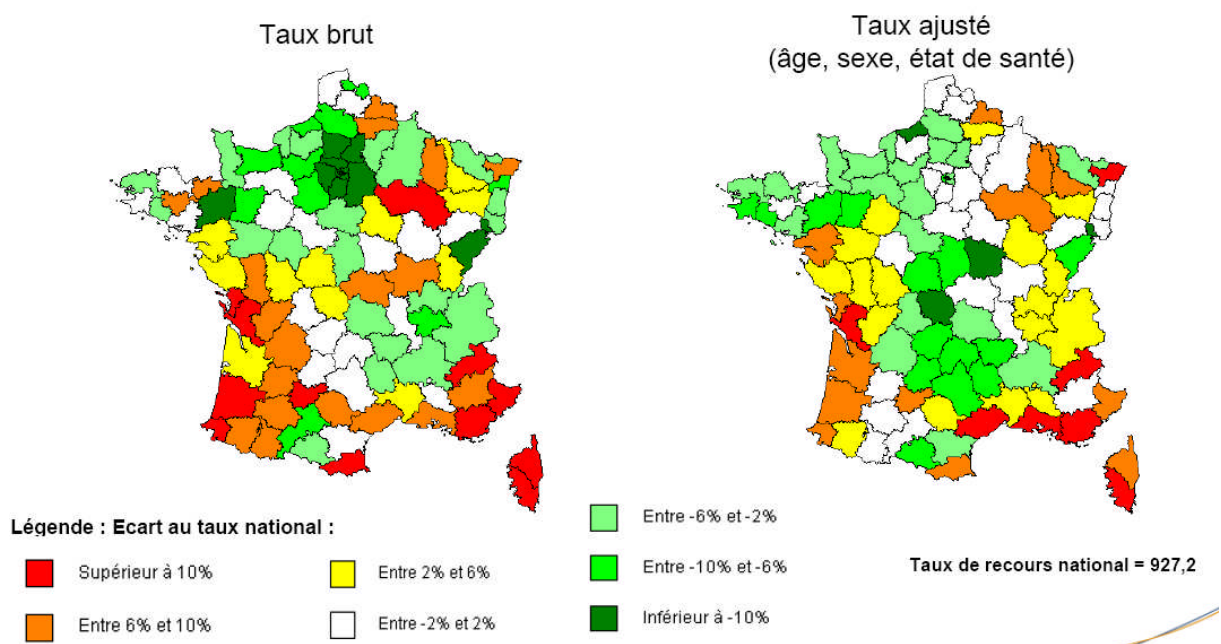 Taux brut
Taux ajusté
(âge, sexe, état de santé)
Légende : Ecart au taux national :
Supérieur à 10%
Entre 6% et 10%
Entre 2% et 6%
Entre -2% et 2%
Entre -6% et -2%
Entre -10% et -6%
Inférieur à -10%
Taux de recours national = 927,2